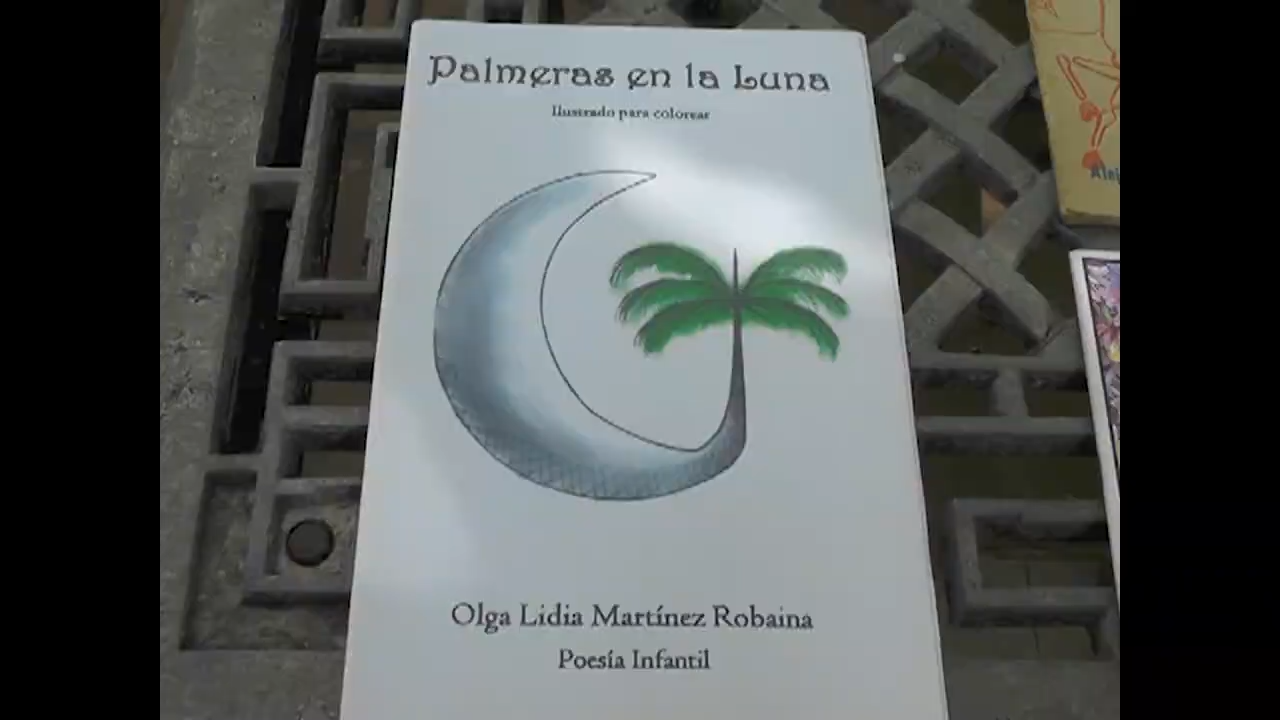 Palmeras en la Luna
Ilustrado para colorear
Olga Lidia Martínez Robaina
Poesía Infantil